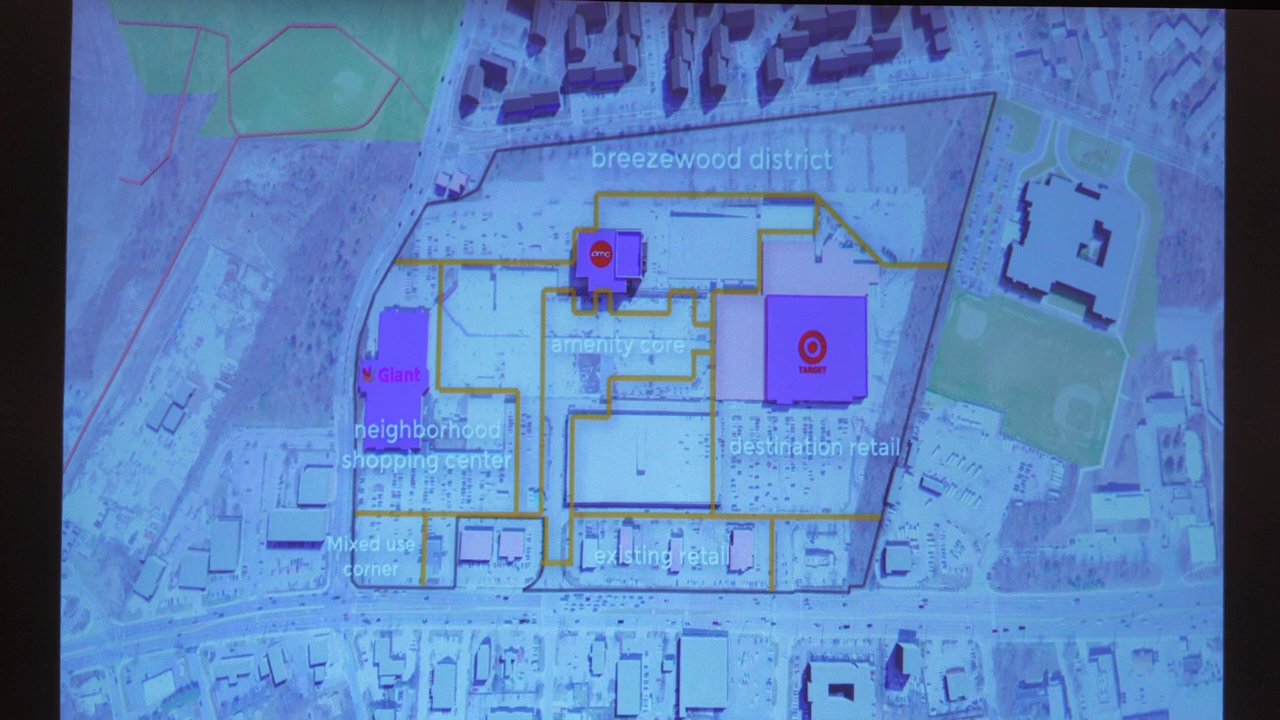 breezewood district
amc
amenity core
TARGET
Giant
neighborhood
shopping center
destination retail
Mixed use
corner
existing retail